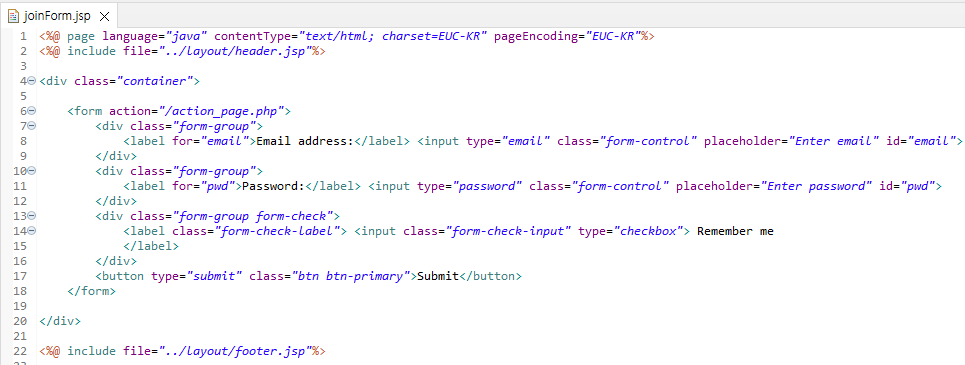 joinForm.jsp
1 <%@ page language="java" contentType="text/html; charset=EUC-KR" pageEncoding="EUC-KR"%>
2 <%@ include file="../layout/header.jsp"%>
3
4 <div class="container">
5
6     <form action="/action_page.php">
7         <div class="form-group">
8             <label for="email">Email address:</label> <input type="email" class="form-control" placeholder="Enter email" id="email">
9         </div>
10         <div class="form-group">
11             <label for="pwd">Password:</label> <input type="password" class="form-control" placeholder="Enter password" id="pwd">
12         </div>
13         <div class="form-group form-check">
14             <label class="form-check-label"> <input class="form-check-input" type="checkbox"> Remember me
15             </label>
16         </div>
17         <button type="submit" class="btn btn-primary">Submit</button>
18     </form>
19
20 </div>
21
22 <%@ include file="../layout/footer.jsp"%>